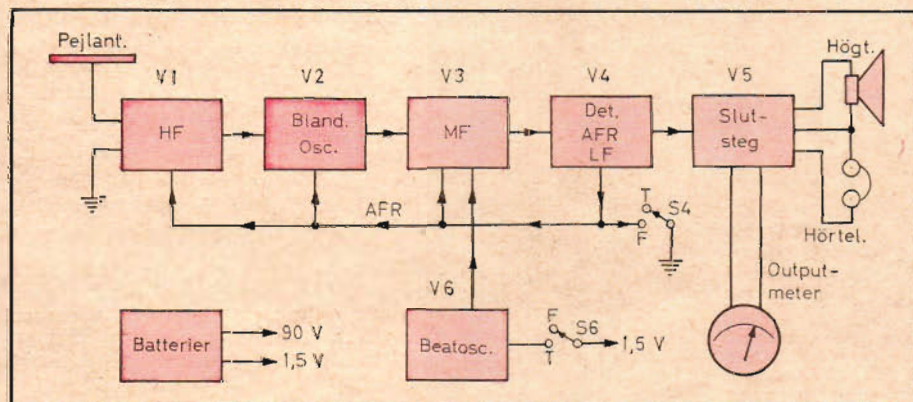 Pejlant.
V1
V2
V3
V4
V5
Högt.
HF
Bland.
Osc.
MF
Det.
AFR
LF
Slut-
steg
AFR
T
S4
F
Hörtel.
Output-
meter
V6
Batterier
90 V
1,5 V
Beatosc.
F
S6
T
1,5 V